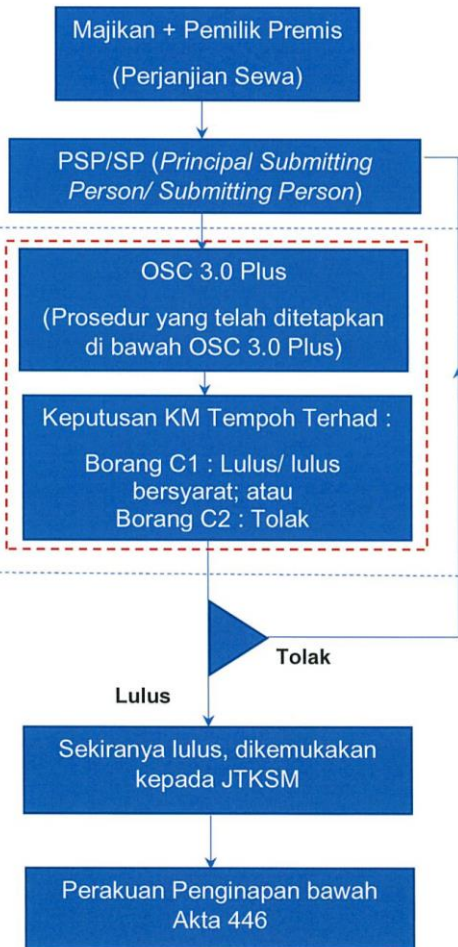 Majikan + Pemilik Premis
(Perjanjian Sewa)
PSP/SP (Principal Submitting
Person/ Submitting Person)
OSC 3.0 Plus
(Prosedur yang telah ditetapkan
di bawah OSC 3.0 Plus)
Keputusan KM Tempoh Terhad :
Borang C1 : Lulus/ lulus
bersyarat; atau
Borang C2 : Tolak
Tolak
Lulus
Sekiranya lulus, dikemukakan
kepada JTKSM
Perakuan Penginapan bawah
Akta 446